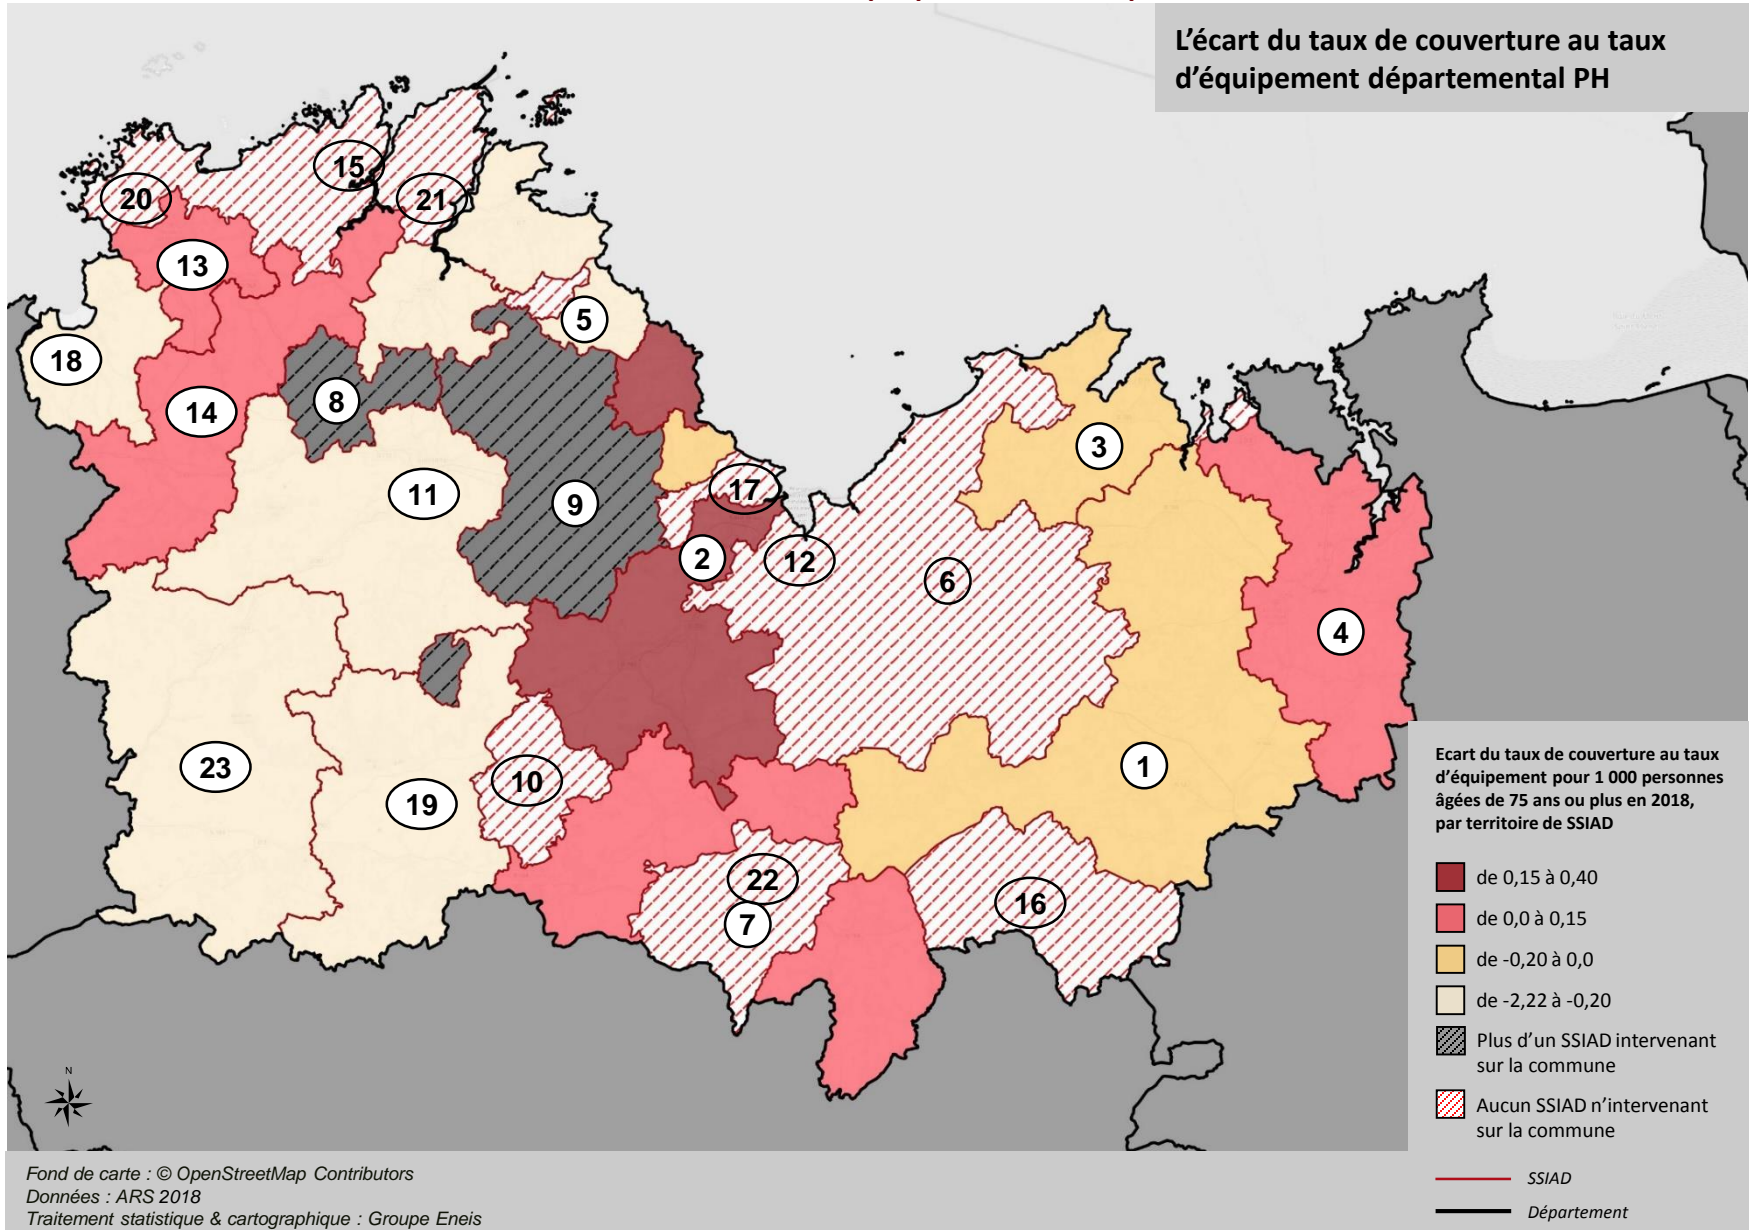 L'écart du taux de couverture au taux
d'équipement départemental PH
15
20
21
13
5
18
8
14
3
11
17
9
2
12
6
4
23
10
19
1
22
7
16
Ecart du taux de couverture au taux
d'équipement pour 1 000 personnes
âgées de 75 ans ou plus en 2018,
par territoire de SSIAD
de 0,15 à 0,40
de 0,0 à 0,15
de -0,20 à 0,0
de -2,22 à -0,20
Plus d'un SSIAD intervenant
sur la commune
Aucun SSIAD n'intervenant
sur la commune
SSIAD
Département
N
Fond de carte : © OpenStreetMap Contributors
Données : ARS 2018
Traitement statistique & cartographique : Groupe Eneis